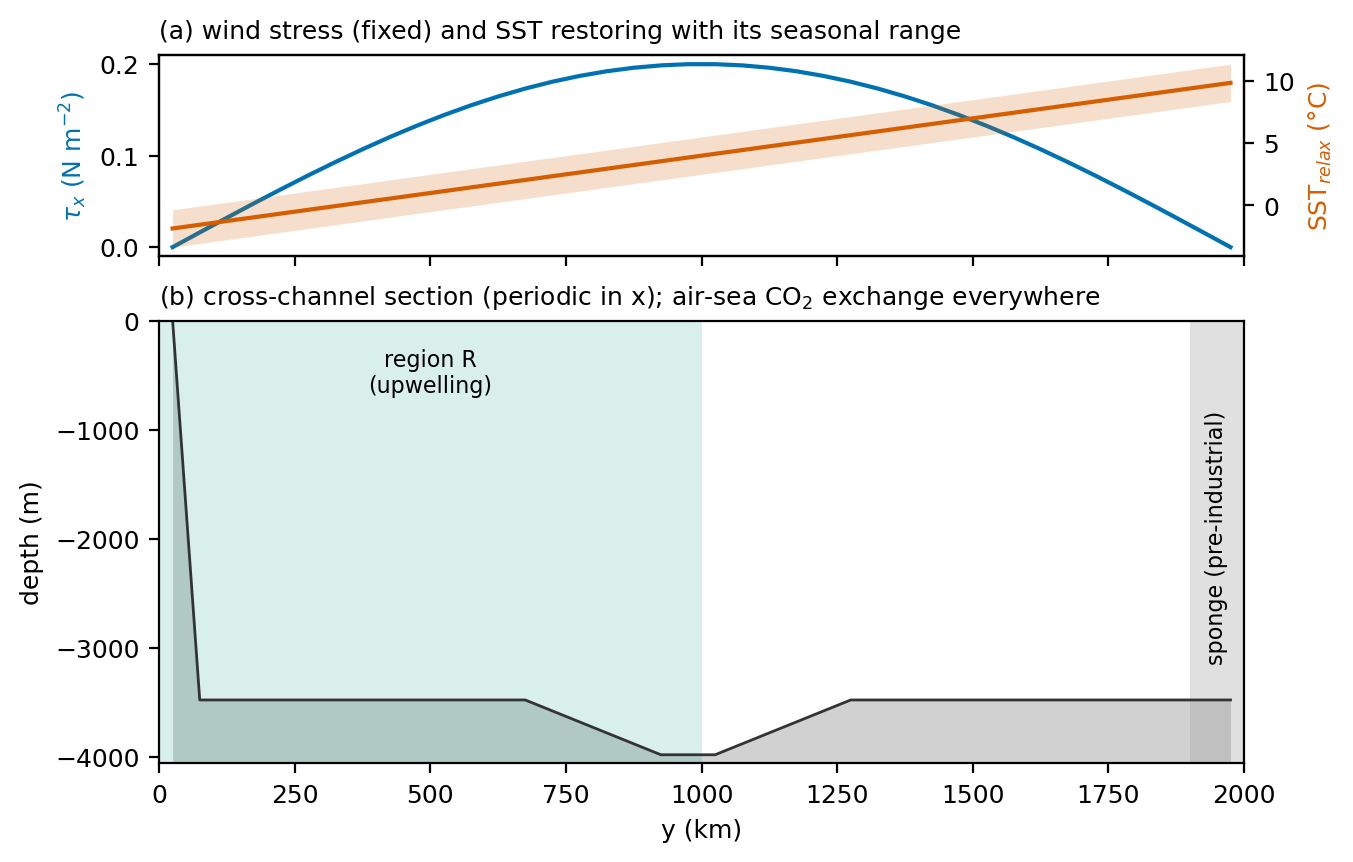 (a) wind stress (fixed) and SST restoring with its seasonal range
τₓ (N m⁻²)
0.2
0.1
0.0
10
5
0
SST_relax (°C)
(b) cross-channel section (periodic in x); air-sea CO₂ exchange everywhere
depth (m)
0
−1000
−2000
−3000
−4000
region R
(upwelling)
sponge (pre-industrial)
0 250 500 750 1000 1250 1500 1750 2000
y (km)